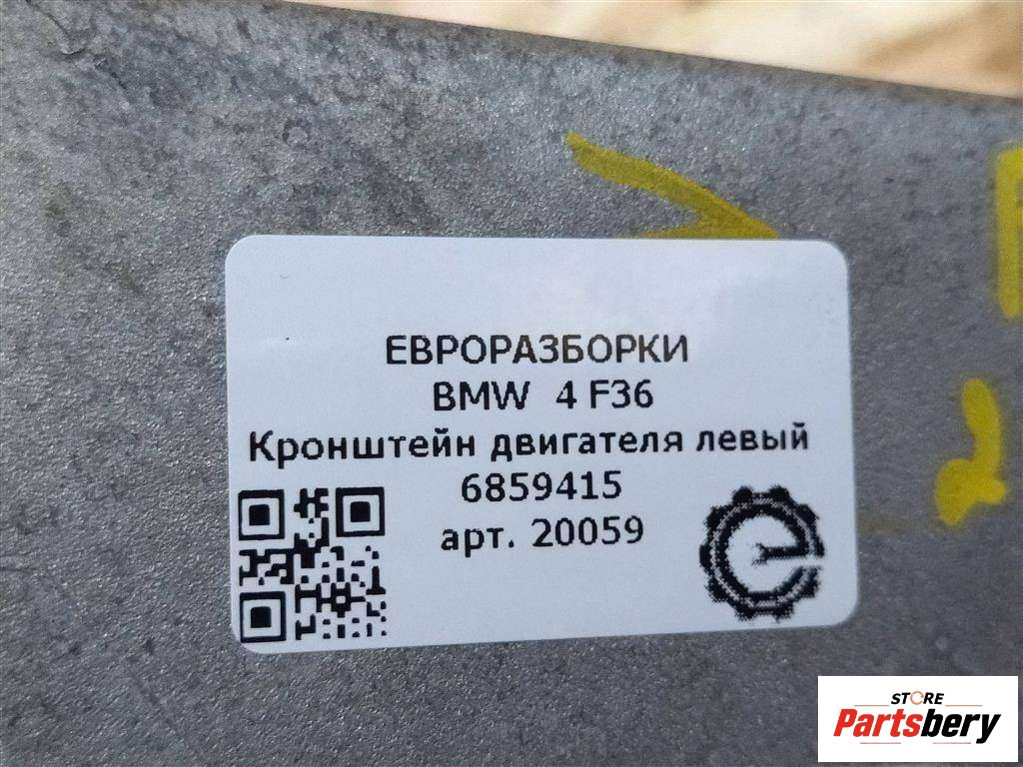 ЕВРОРАЗБОРКИ
BMW 4 F36
Кронштейн двигателя левый
6859415
арт. 20059
STORE
Partsbery